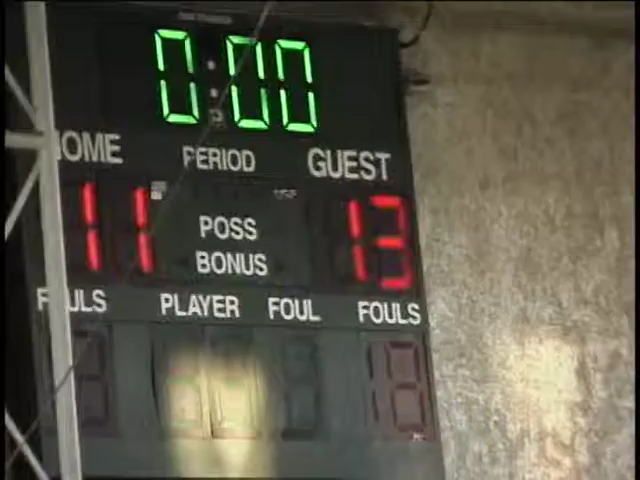 0:00
HOME PERIOD GUEST
11 POSS 13
BONUS
FOULS PLAYER FOUL FOULS